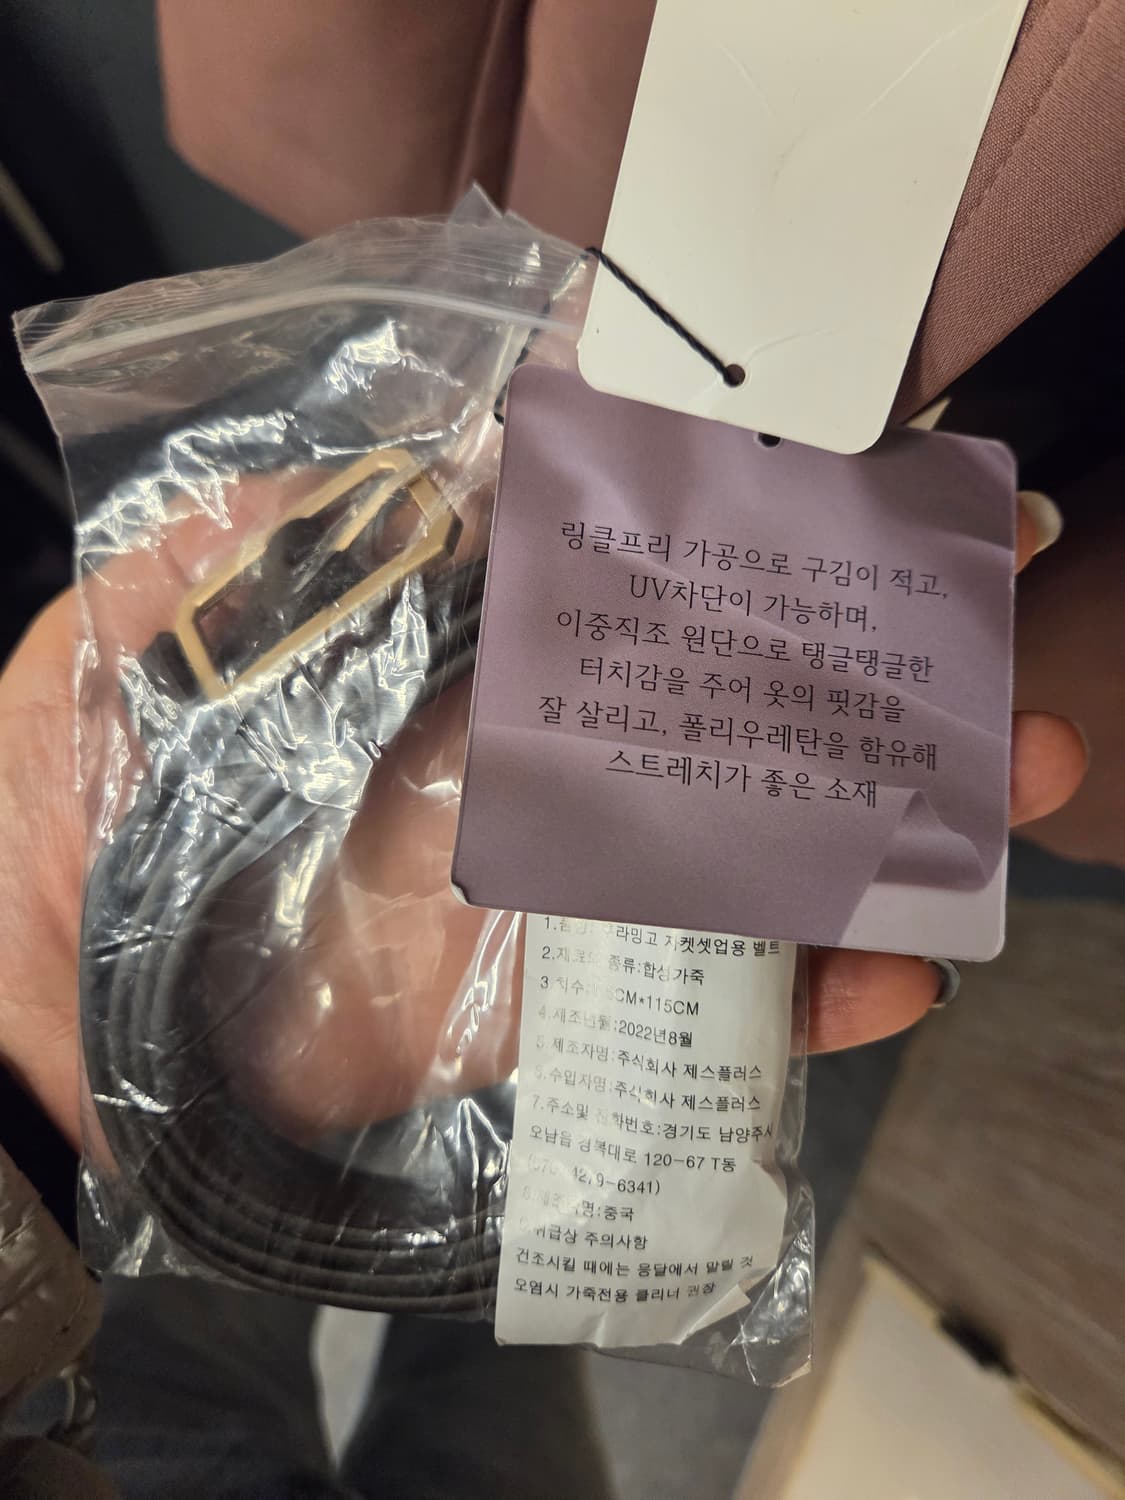 링클프리 가공으로 구김이 적고,
UV차단이 가능하며,
이중직조 원단으로 탱글탱글한
터치감을 주어 옷의 핏감을
잘 살리고, 폴리우레탄을 함유해
스트레치가 좋은 소재
지켓셋업용 벨트
2.재료의 종류:합성가죽
CM*115CM
4.제조년월:2022년8월
5.제조자명:주식회사 제스플러스
6.수입자명:주식회사 제스플러스
7.주소및 전화번호:경기도 남양주시
오남읍 경복대로 120-67 T동
-6341)
:중국
취급상 주의사항
건조시킬 때에는 응달에서 말릴 것
오염시 가죽전용 클리너 권장